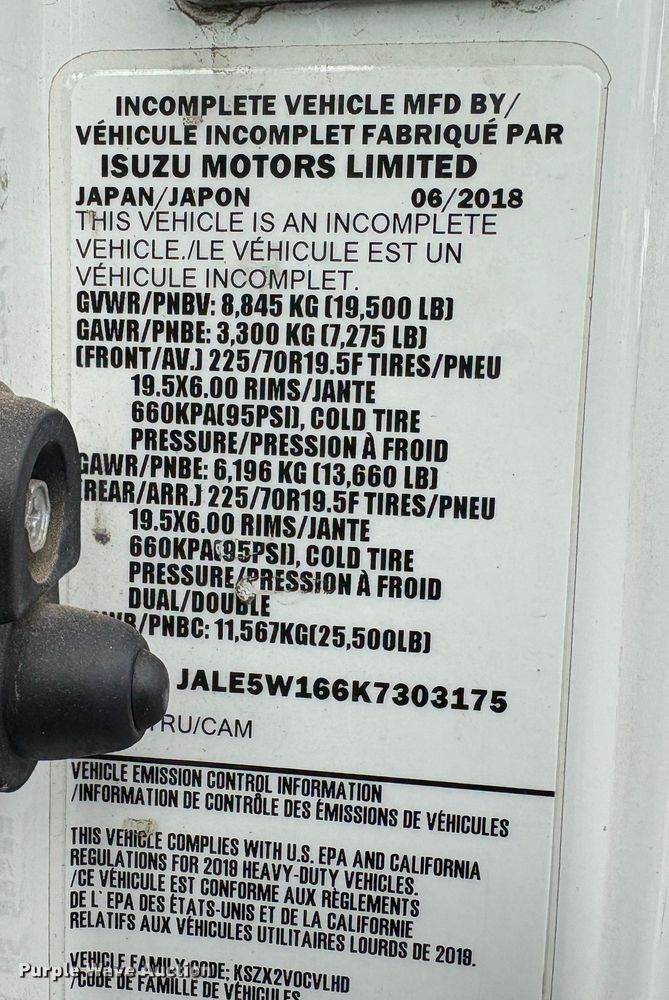 INCOMPLETE VEHICLE MFD BY/
VÉHICULE INCOMPLET FABRIQUÉ PAR
ISUZU MOTORS LIMITED
JAPAN/JAPON 06/2018
THIS VEHICLE IS AN INCOMPLETE
VEHICLE./LE VÉHICULE EST UN
VÉHICULE INCOMPLET.
GVWR/PNBV: 8,845 KG (19,500 LB)
GAWR/PNBE: 3,300 KG (7,275 LB)
(FRONT/AV.) 225/70R19.5F TIRES/PNEU
19.5X6.00 RIMS/JANTE
660KPA(95PSI), COLD TIRE
PRESSURE/PRESSION À FROID
GAWR/PNBE: 6,196 KG (13,660 LB)
(REAR/ARR.) 225/70R19.5F TIRES/PNEU
19.5X6.00 RIMS/JANTE
660KPA(95PSI), COLD TIRE
PRESSURE/PRESSION À FROID
DUAL/DOUBLE
/PNBC: 11,567KG(25,500LB)
JALE5W166K7303175
TRU/CAM
VEHICLE EMISSION CONTROL INFORMATION
/INFORMATION DE CONTRÔLE DES ÉMISSIONS DE VÉHICULES
THIS VEHICLE COMPLIES WITH U.S. EPA AND CALIFORNIA
REGULATIONS FOR 2019 HEAVY-DUTY VEHICLES.
/CE VÉHICULE EST CONFORME AUX RÈGLEMENTS
DE L' EPA DES ÉTATS-UNIS ET DE LA CALIFORNIE
RELATIFS AUX VÉHICULES UTILITAIRES LOURDS DE 2019.
VEHICLE FAMILY CODE: KSZX2VOCVLHD
/CODE DE FAMILLE DE VÉHICULES
Purple Wave Auction